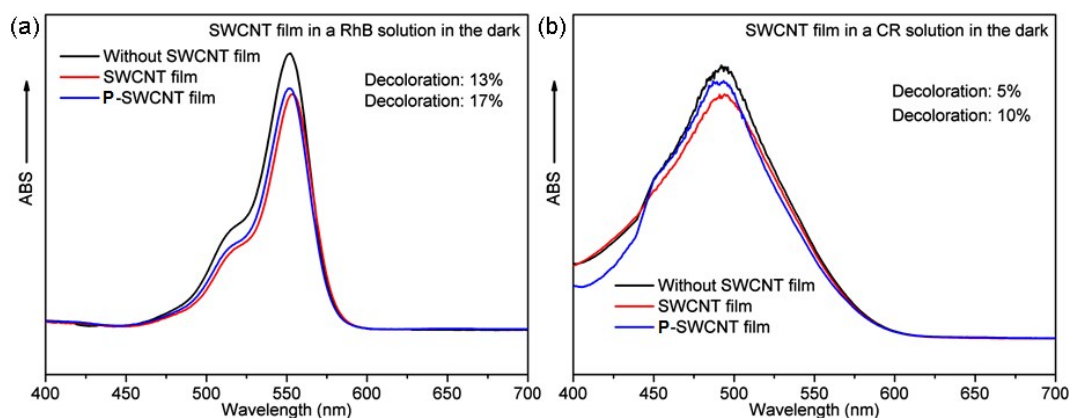 (a)
SWCNT film in a RhB solution in the dark
Without SWCNT film
SWCNT film
P-SWCNT film
Decoloration: 13%
Decoloration: 17%
ABS
400 450 500 550 600 650 700
Wavelength (nm)
(b)
SWCNT film in a CR solution in the dark
Decoloration: 5%
Decoloration: 10%
Without SWCNT film
SWCNT film
P-SWCNT film
ABS
400 450 500 550 600 650 700
Wavelength (nm)